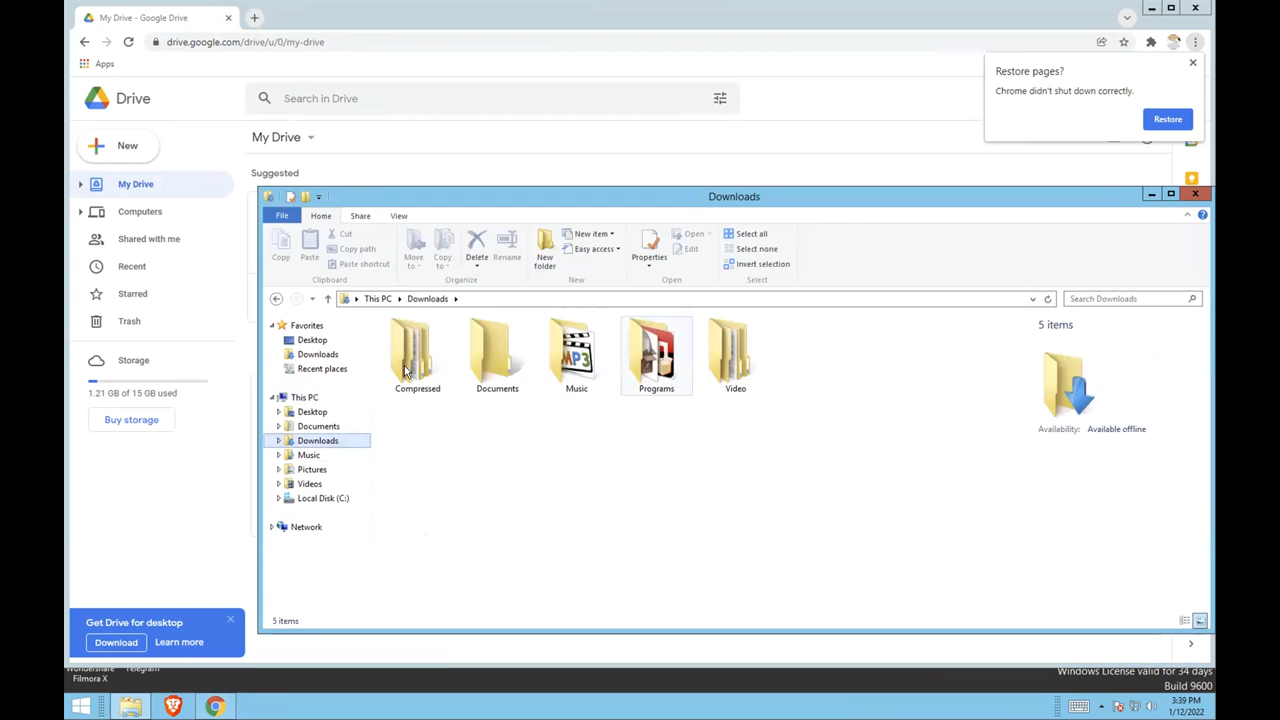 My Drive - Google Drive
drive.google.com/drive/u/0/my-drive
Apps
Drive
Search in Drive
Restore pages?
Chrome didn't shut down correctly.
Restore
New
My Drive
Suggested
My Drive
Computers
Shared with me
Recent
Starred
Trash
Storage
1.21 GB of 15 GB used
Buy storage
Get Drive for desktop
Download
Learn more
Downloads
File
Home
Share
View
Copy
Paste
Cut
Copy path
Paste shortcut
Clipboard
Move to
Copy to
Delete
Rename
Organize
New folder
New item
Easy access
New
Properties
Open
Edit
Open
Select all
Select none
Invert selection
Select
This PC
Downloads
Search Downloads
Favorites
Desktop
Downloads
Recent places
This PC
Desktop
Documents
Downloads
Music
Pictures
Videos
Local Disk (C:)
Network
Compressed
Documents
MP3
Music
Programs
Video
5 items
Availability: Available offline
5 items
Wondershare
Filmora X
Telegram
Windows License valid for 34 days
Build 9600
3:39 PM
1/12/2022